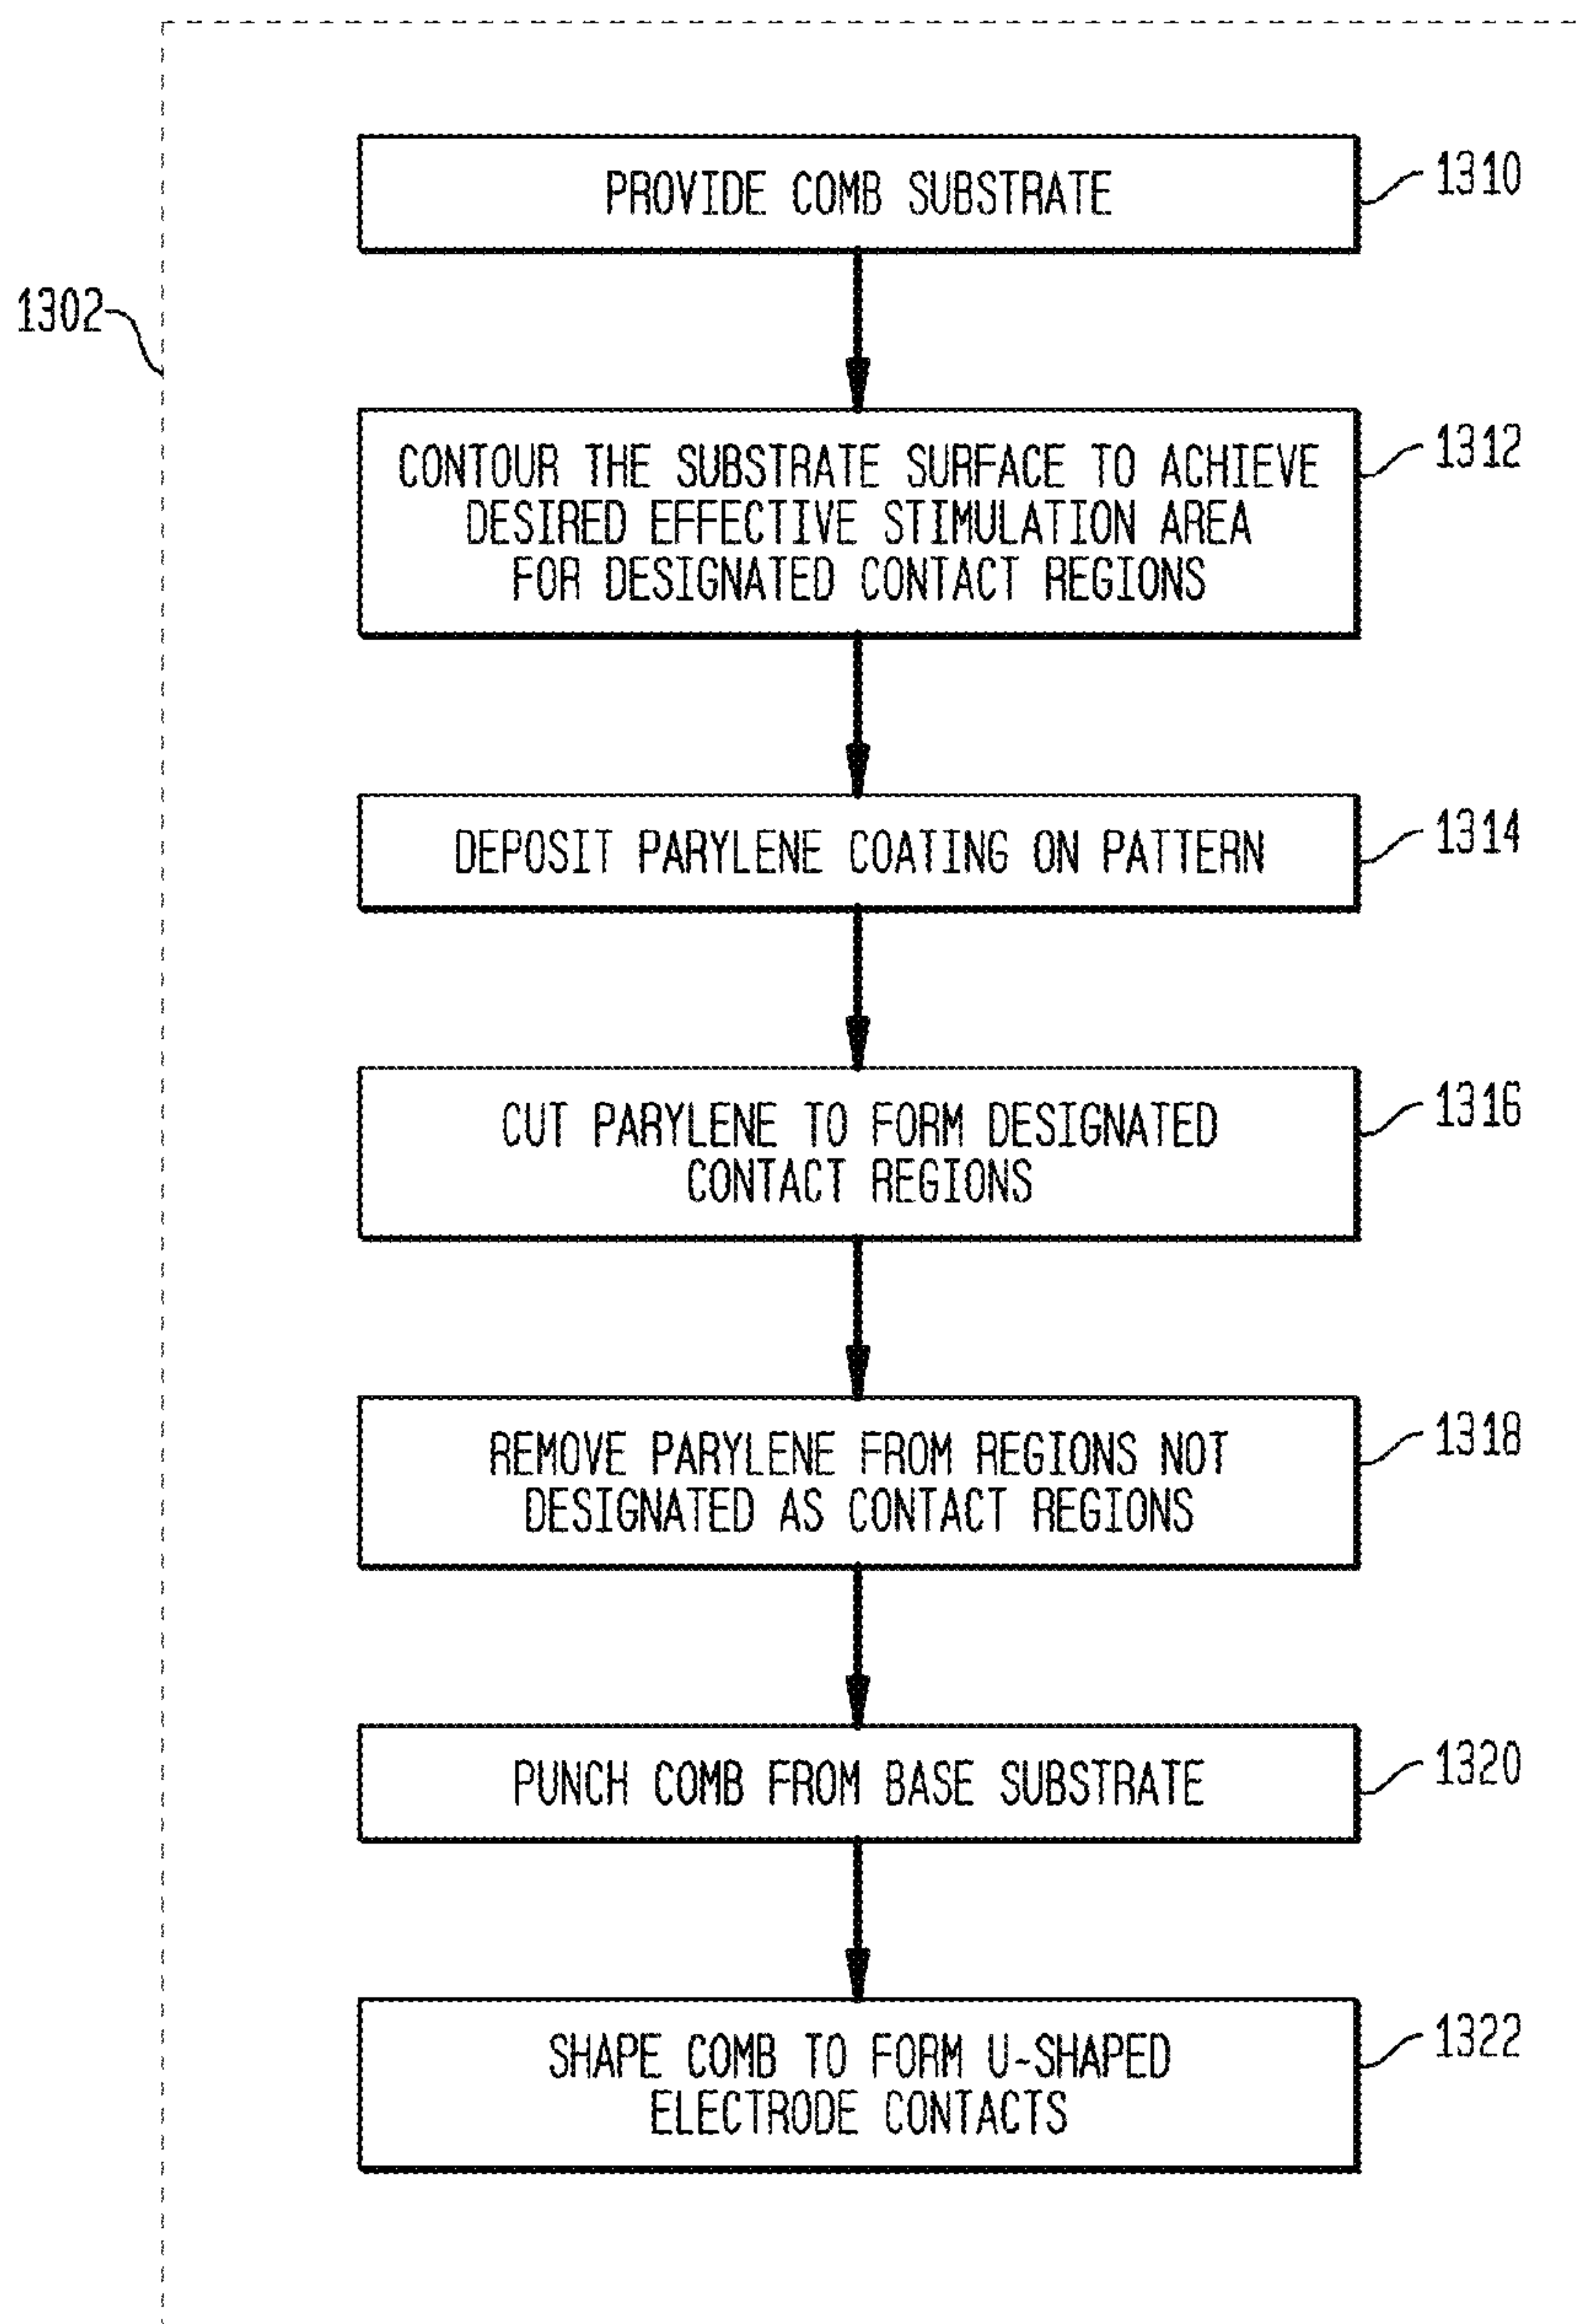 PROVIDE COMB SUBSTRATE
1310
1302
CONTOUR THE SUBSTRATE SURFACE TO ACHIEVE
DESIRED EFFECTIVE STIMULATION AREA
FOR DESIGNATED CONTACT REGIONS
1312
DEPOSIT PARYLENE COATING ON PATTERN
1314
CUT PARYLENE TO FORM DESIGNATED
CONTACT REGIONS
1316
REMOVE PARYLENE FROM REGIONS NOT
DESIGNATED AS CONTACT REGIONS
1318
PUNCH COMB FROM BASE SUBSTRATE
1320
SHAPE COMB TO FORM U-SHAPED
ELECTRODE CONTACTS
1322